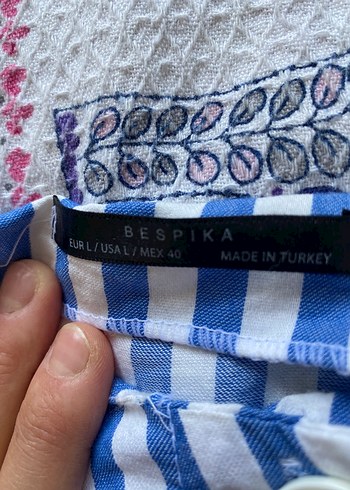 BESPIKA
EUR L / USA L / MEX 40 MADE IN TURKEY